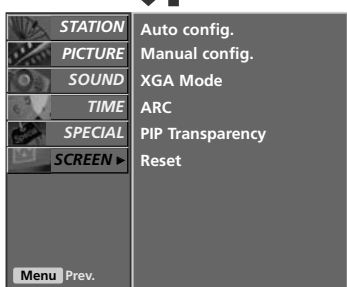 STATION
PICTURE
SOUND
TIME
SPECIAL
SCREEN ►
Auto config.
Manual config.
XGA Mode
ARC
PIP Transparency
Reset
Menu Prev.